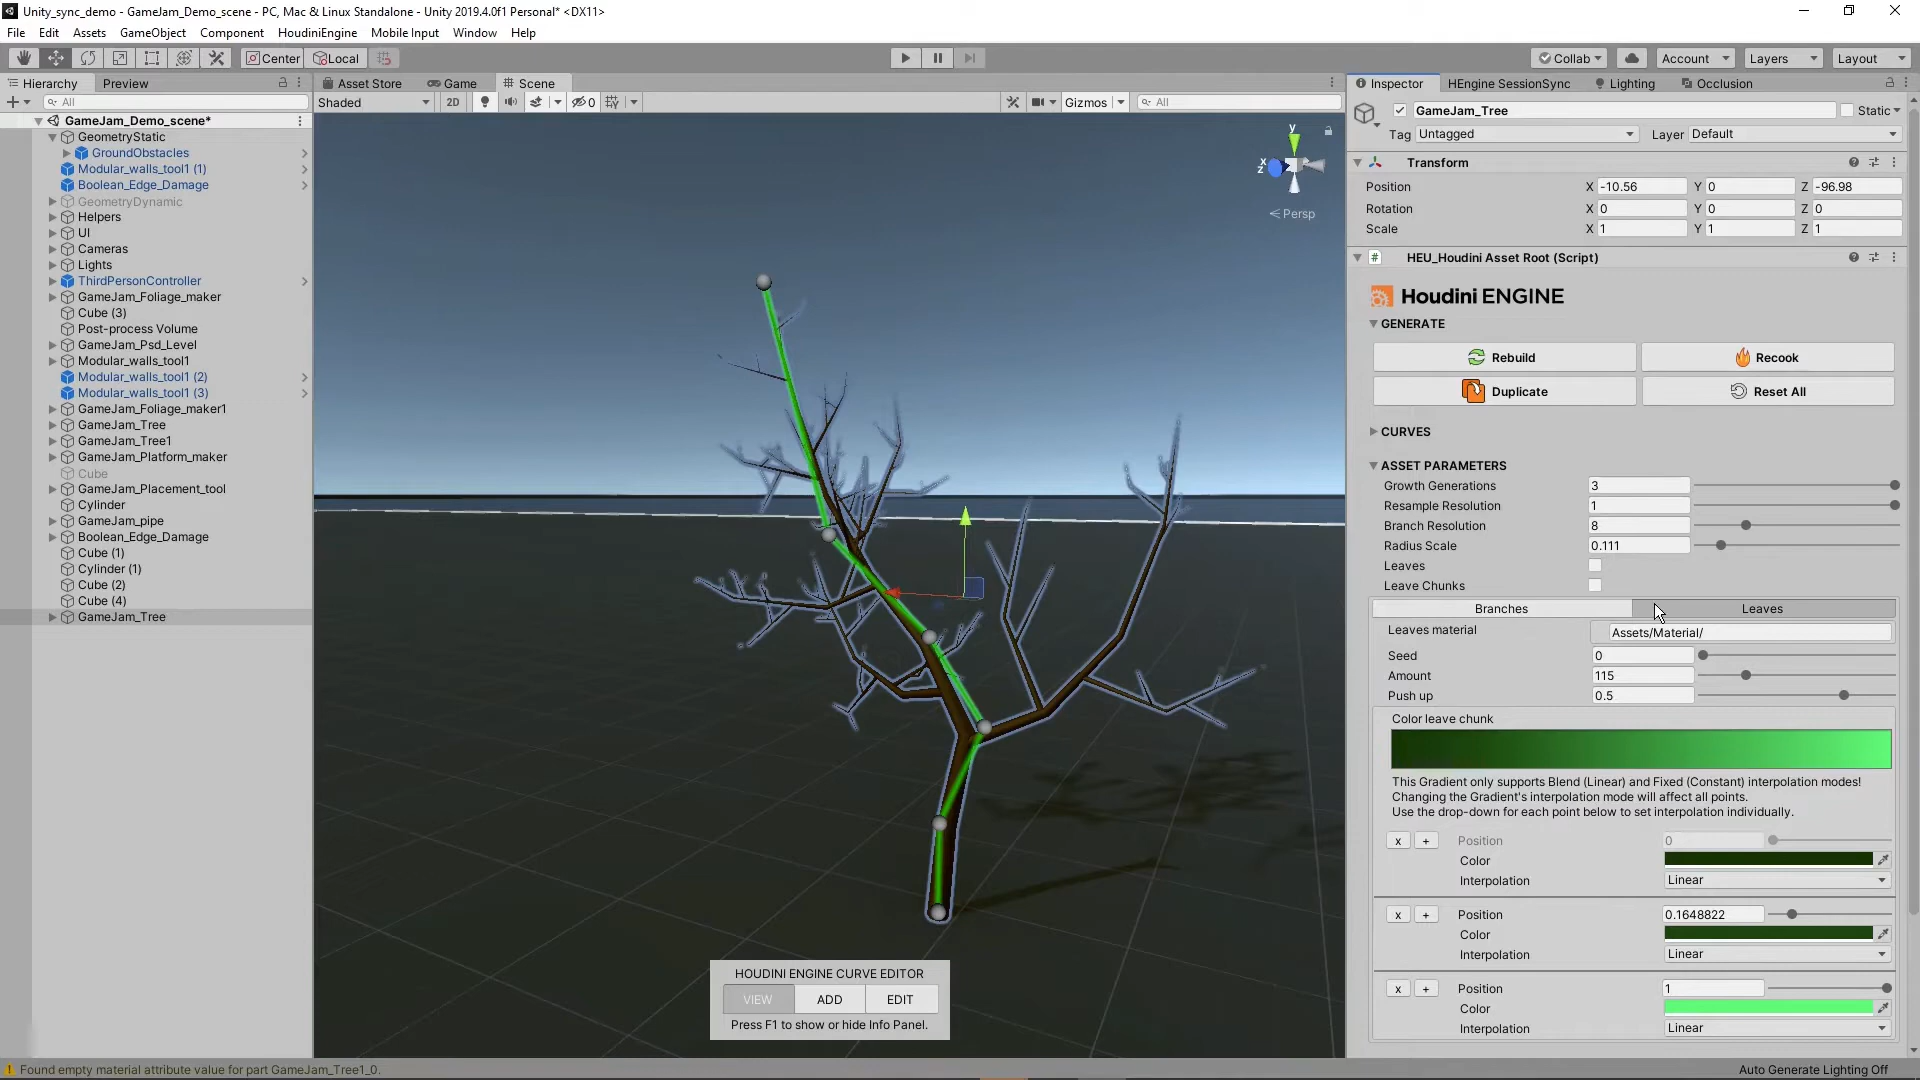 Unity_sync_demo - GameJam_Demo_scene - PC, Mac & Linux Standalone - Unity 2019.4.0f1 Personal* <DX11>
File Edit Assets GameObject Component HoudiniEngine Mobile Input Window Help
Center Local Collab Account Layers Layout
Hierarchy Preview
All
GameJam_Demo_scene*
GeometryStatic
GroundObstacles
Modular_walls_tool1 (1)
Boolean_Edge_Damage
GeometryDynamic
Helpers
UI
Cameras
Lights
ThirdPersonController
GameJam_Foliage_maker
Cube (3)
Post-process Volume
GameJam_Psd_Level
Modular_walls_tool1
Modular_walls_tool1 (2)
Modular_walls_tool1 (3)
GameJam_Foliage_maker1
GameJam_Tree
GameJam_Tree1
GameJam_Platform_maker
Cube
GameJam_Placement_tool
Cylinder
GameJam_pipe
Boolean_Edge_Damage
Cube (1)
Cylinder (1)
Cube (2)
Cube (4)
GameJam_Tree
Asset Store Game Scene
Shaded 2D 0 Gizmos All
y
x
z
Persp
HOUDINI ENGINE CURVE EDITOR
VIEW ADD EDIT
Press F1 to show or hide Info Panel.
Inspector HEngine SessionSync Lighting Occlusion
GameJam_Tree Static
Tag Untagged Layer Default
Transform
Position X -10.56 Y 0 Z -96.98
Rotation X 0 Y 0 Z 0
Scale X 1 Y 1 Z 1
# HEU_Houdini Asset Root (Script)
Houdini ENGINE
GENERATE
Rebuild Recook
Duplicate Reset All
CURVES
ASSET PARAMETERS
Growth Generations 3
Resample Resolution 1
Branch Resolution 8
Radius Scale 0.111
Leaves
Leave Chunks
Branches Leaves
Leaves material Assets/Material/
Seed 0
Amount 115
Push up 0.5
Color leave chunk
This Gradient only supports Blend (Linear) and Fixed (Constant) interpolation modes!
Changing the Gradient's interpolation mode will affect all points.
Use the drop-down for each point below to set interpolation individually.
x + Position 0
Color
Interpolation Linear
x + Position 0.1648822
Color
Interpolation Linear
x + Position 1
Color
Interpolation Linear
Found empty material attribute value for part GameJam_Tree1_0.
Auto Generate Lighting Off